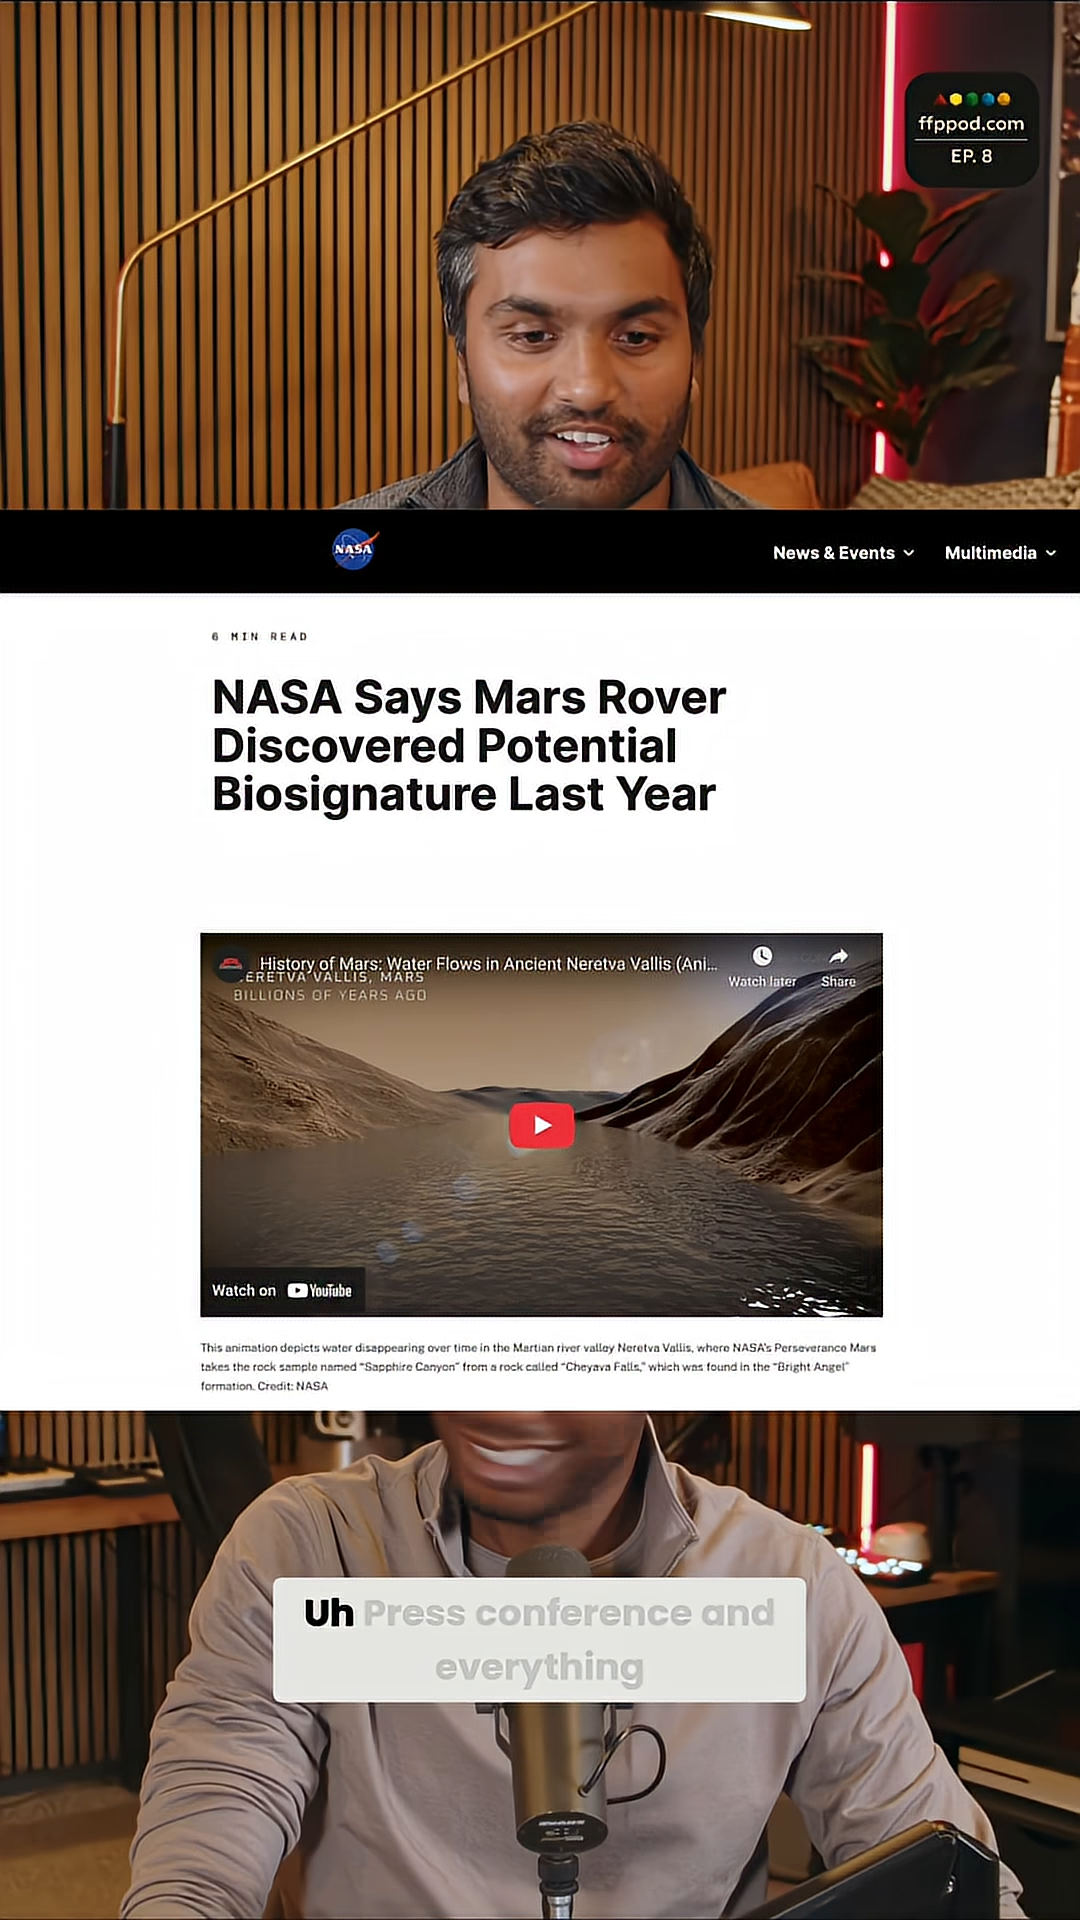 ffppod.com
EP. 8
NASA
News & Events
Multimedia
6 MIN READ
NASA Says Mars Rover
Discovered Potential
Biosignature Last Year
History of Mars: Water Flows in Ancient Neretva Vallis (Ani...
Watch later
Share
ERETVA VALLIS, MARS
BILLIONS OF YEARS AGO
Watch on YouTube
This animation depicts water disappearing over time in the Martian river valley Neretva Vallis, where NASA's Perseverance Mars
takes the rock sample named "Sapphire Canyon" from a rock called "Cheyava Falls," which was found in the "Bright Angel"
formation. Credit: NASA
Uh Press conference and
everything